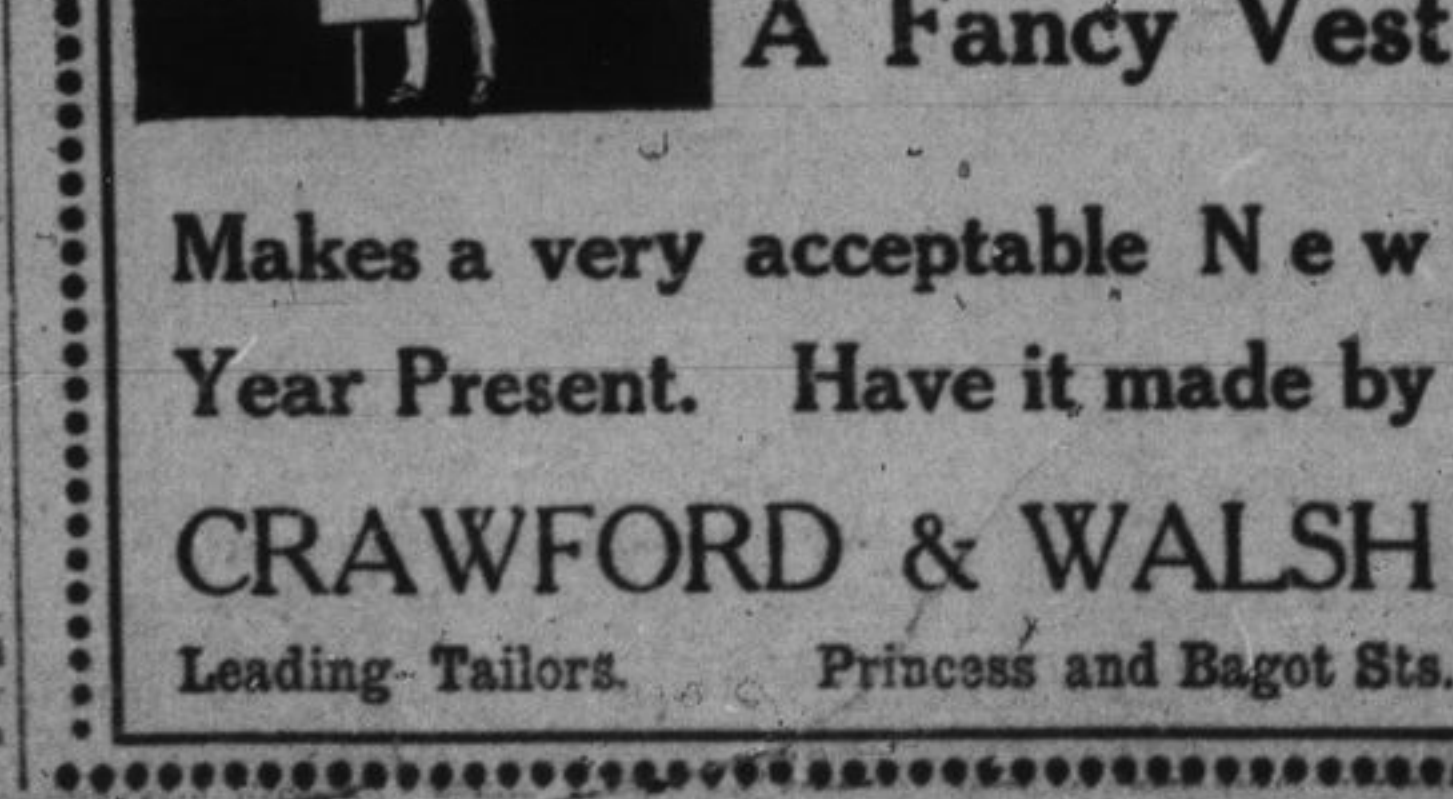 A Fancy Vest
Makes a very acceptable New
Year Present. Have it made by
CRAWFORD & WALSH
Leading Tailors. Princess and Bagot Sts.